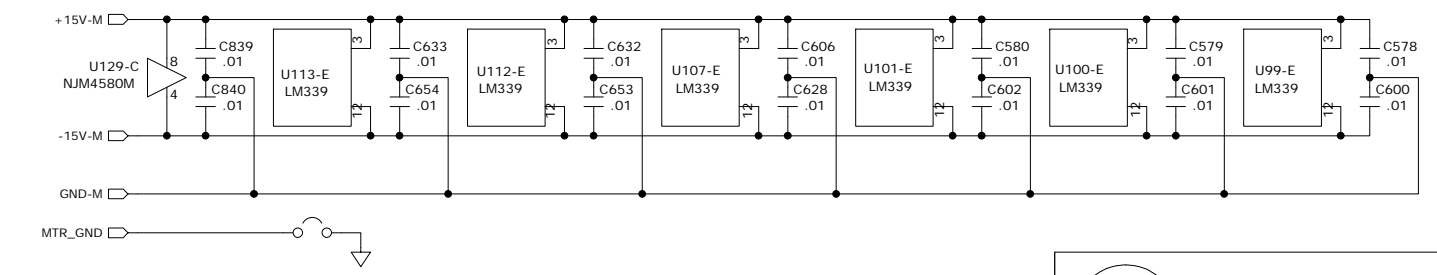 +15V-M
U129-C
NJM4580M
8
4
C839
.01
C840
.01
U113-E
LM339
3
12
C633
.01
C654
.01
U112-E
LM339
3
12
C632
.01
C653
.01
U107-E
LM339
3
12
C606
.01
C628
.01
U101-E
LM339
3
12
C580
.01
C602
.01
U100-E
LM339
3
12
C579
.01
C601
.01
U99-E
LM339
3
12
C578
.01
C600
.01
-15V-M
GND-M
MTR_GND